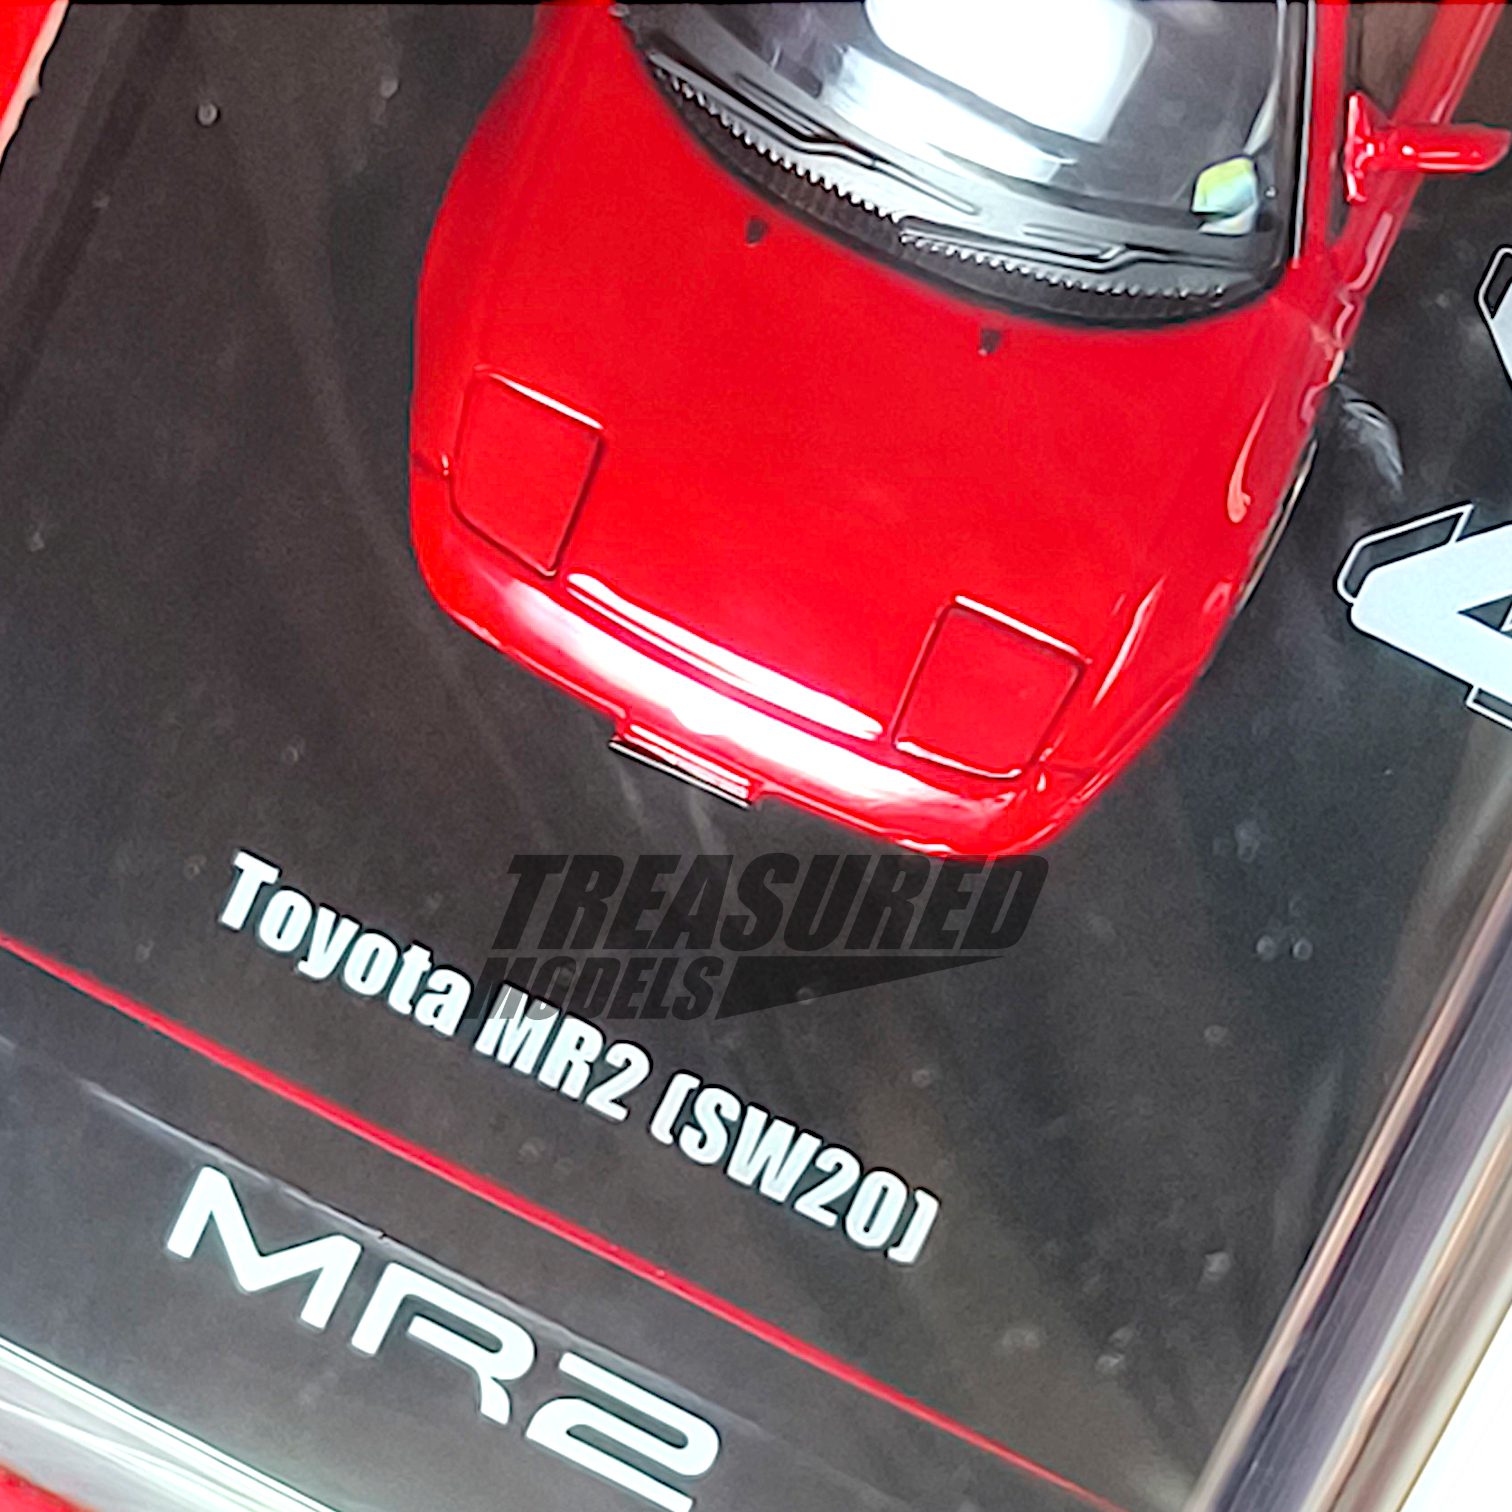 TREASURED
MODELS
Toyota MR2 [SW20]
MR2